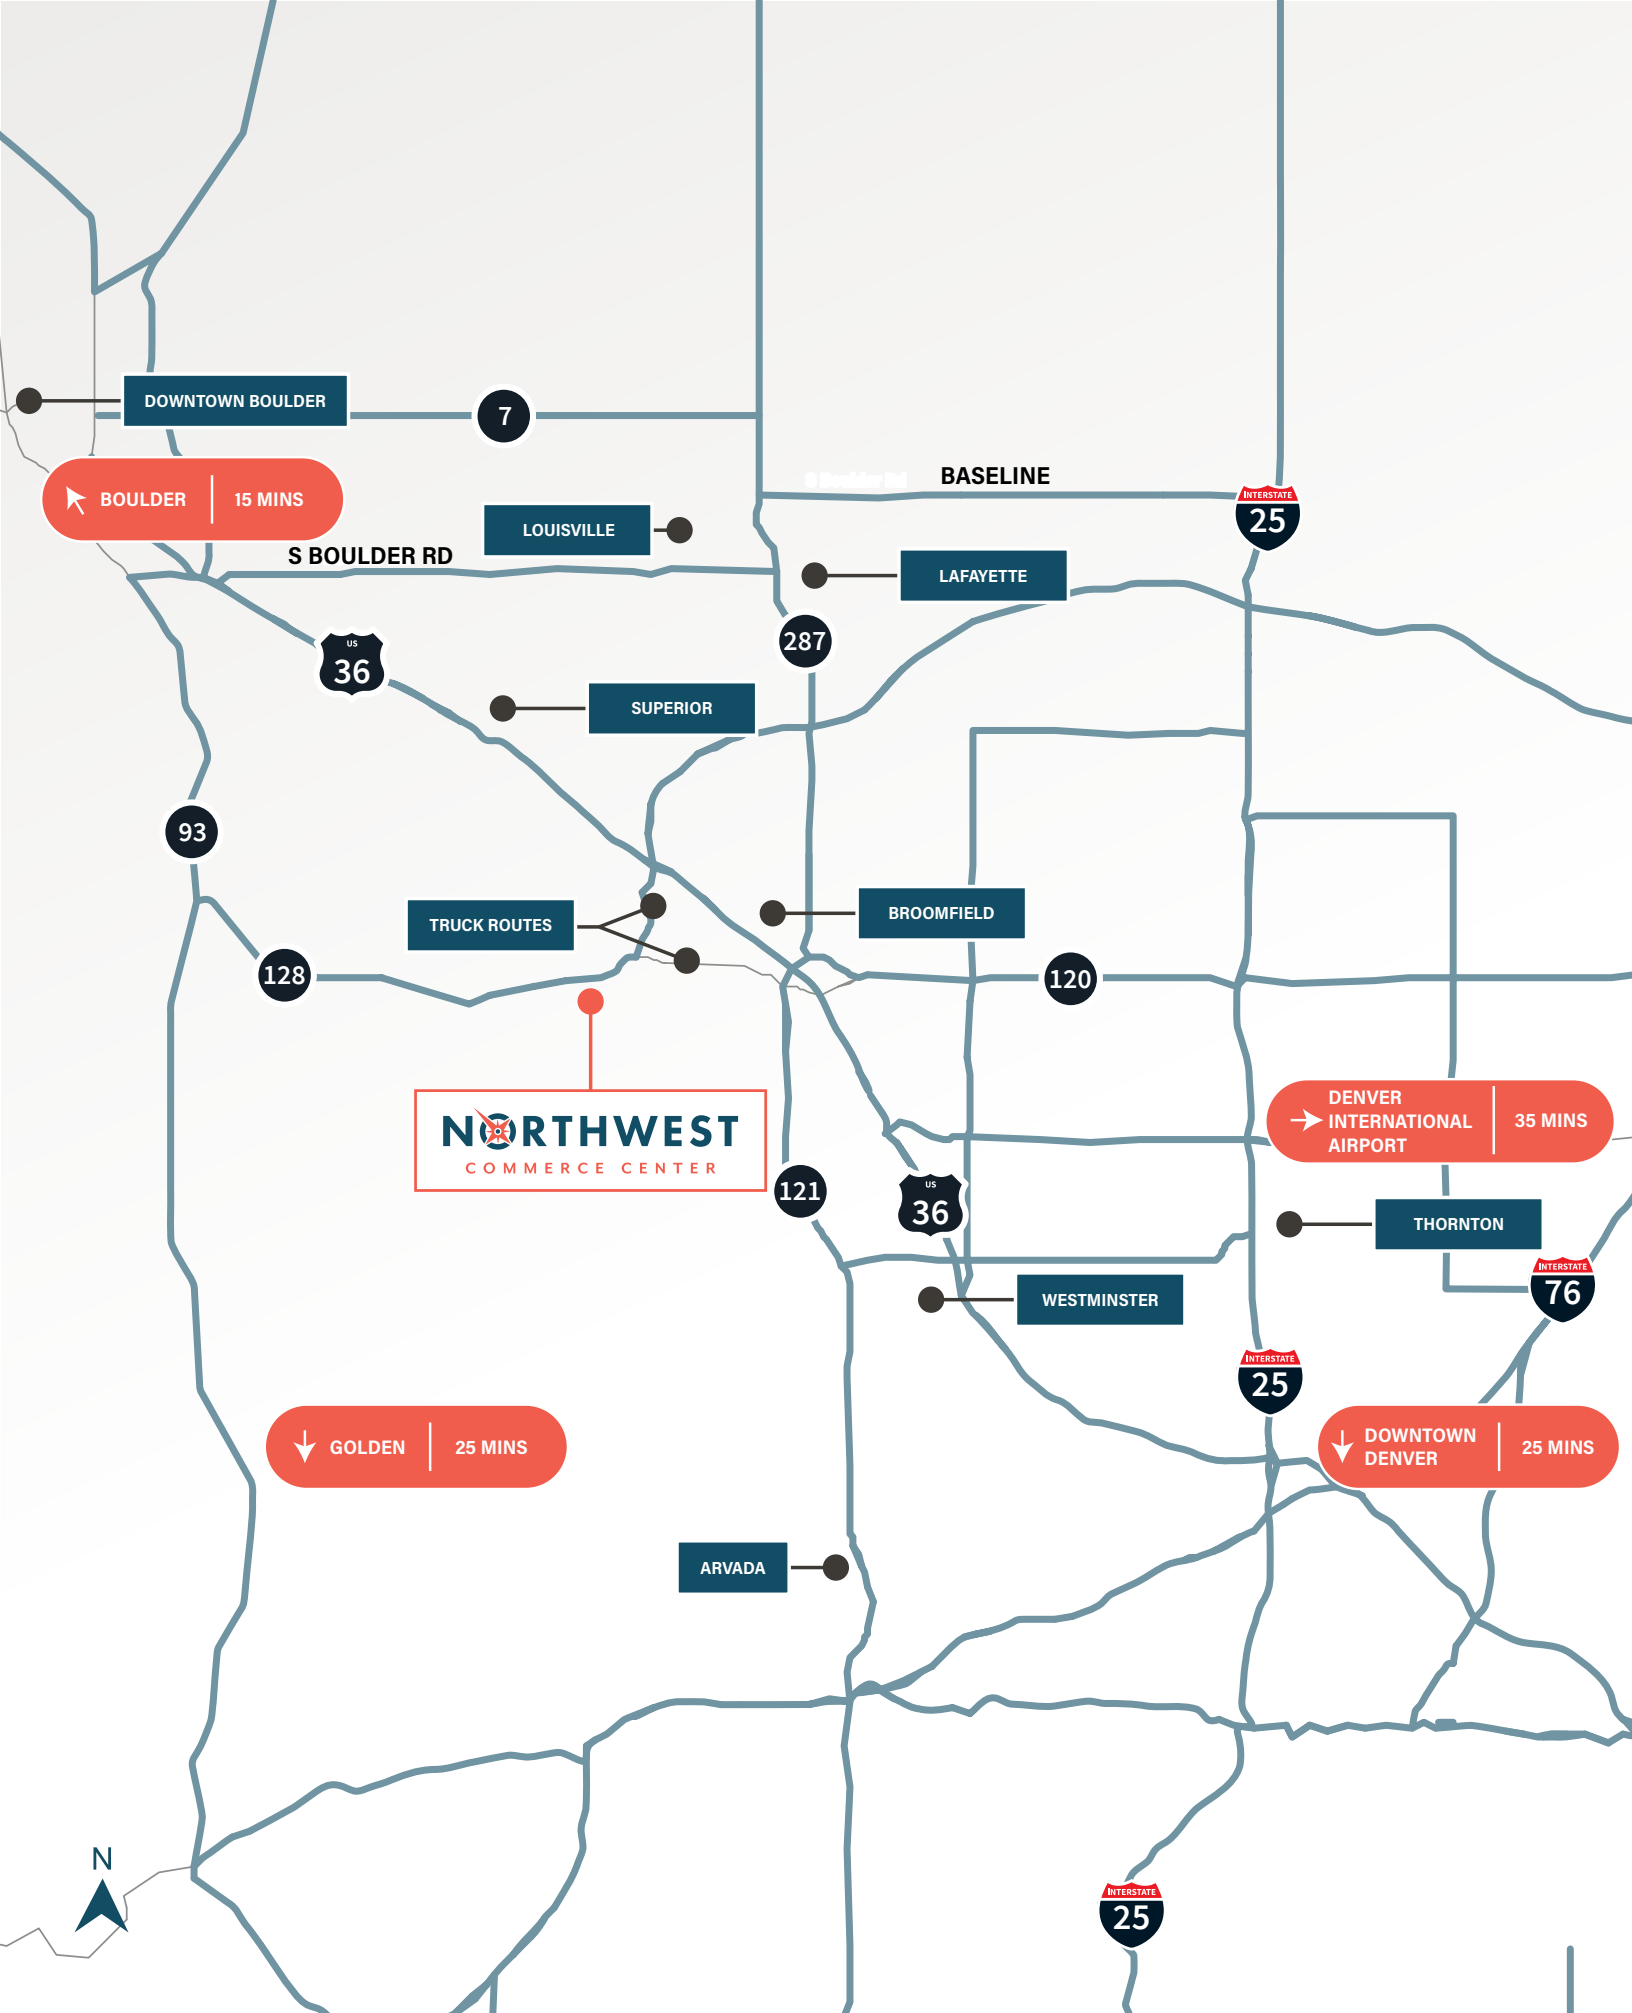 DOWNTOWN BOULDER
7
S Boulder Rd
BASELINE
BOULDER
15 MINS
INTERSTATE
25
LOUISVILLE
S BOULDER RD
LAFAYETTE
287
US
36
SUPERIOR
93
TRUCK ROUTES
BROOMFIELD
128
120
DENVER
INTERNATIONAL
AIRPORT
35 MINS
NORTHWEST
COMMERCE CENTER
121
US
36
THORNTON
INTERSTATE
76
WESTMINSTER
INTERSTATE
25
GOLDEN
25 MINS
DOWNTOWN
DENVER
25 MINS
ARVADA
N
INTERSTATE
25